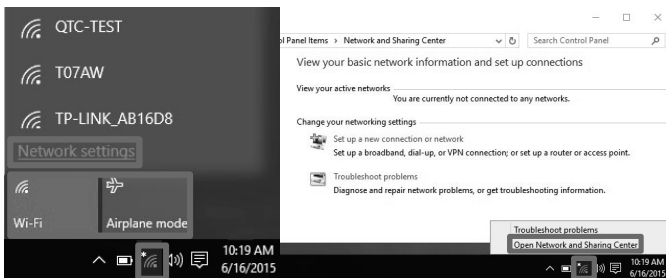 QTC-TEST
T07AW
TP-LINK_AB16D8
Network settings
Wi-Fi
Airplane mode
10:19 AM
6/16/2015
ol Panel Items › Network and Sharing Center
Search Control Panel
View your basic network information and set up connections
View your active networks
You are currently not connected to any networks.
Change your networking settings
Set up a new connection or network
Set up a broadband, dial-up, or VPN connection; or set up a router or access point.
Troubleshoot problems
Diagnose and repair network problems, or get troubleshooting information.
Troubleshoot problems
Open Network and Sharing Center
10:19 AM
6/16/2015